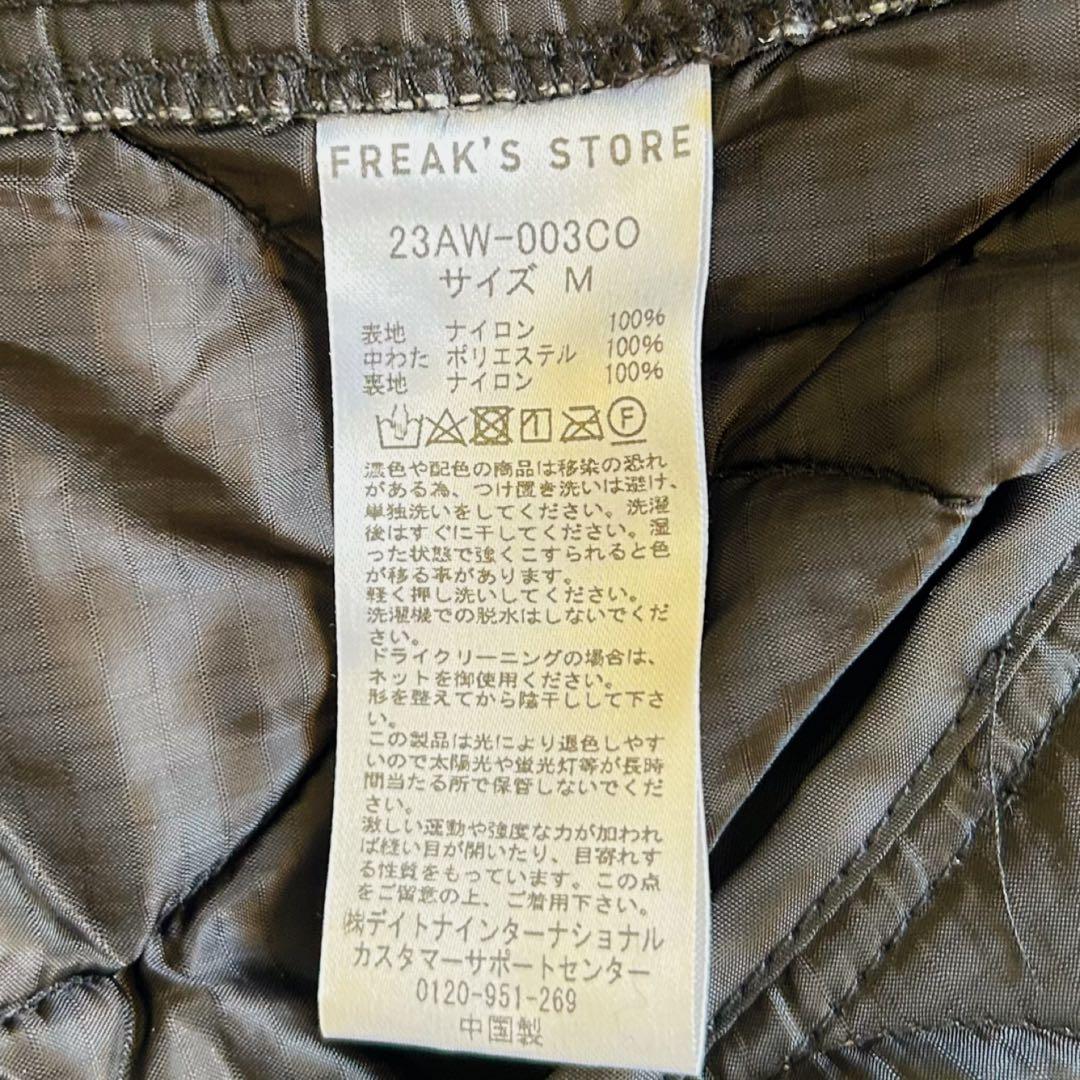 FREAK'S STORE
23AW-003CO
サイズ M
表地 ナイロン 100%
中わた ポリエステル 100%
裏地 ナイロン 100%
F
濃色や配色の商品は移染の恐れ
がある為、つけ置き洗いは避け、
単独洗いをしてください。洗濯
後はすぐに干してください。湿
った状態で強くこすられると色
が移る事があります。
軽く押し洗いしてください。
洗濯機での脱水はしないでくだ
さい。
ドライクリーニングの場合は、
ネットを御使用ください。
形を整えてから陰干しして下さ
い。
この製品は光により退色しやす
いので太陽光や蛍光灯等が長時
間当たる所で保管しないでくだ
さい。
激しい運動や強度な力が加われ
ば縫い目が開いたり、目寄れす
る性質をもっています。この点
をご留意の上、ご着用下さい。
㈱デイトナインターナショナル
カスタマーサポートセンター
0120-951-269
中国製